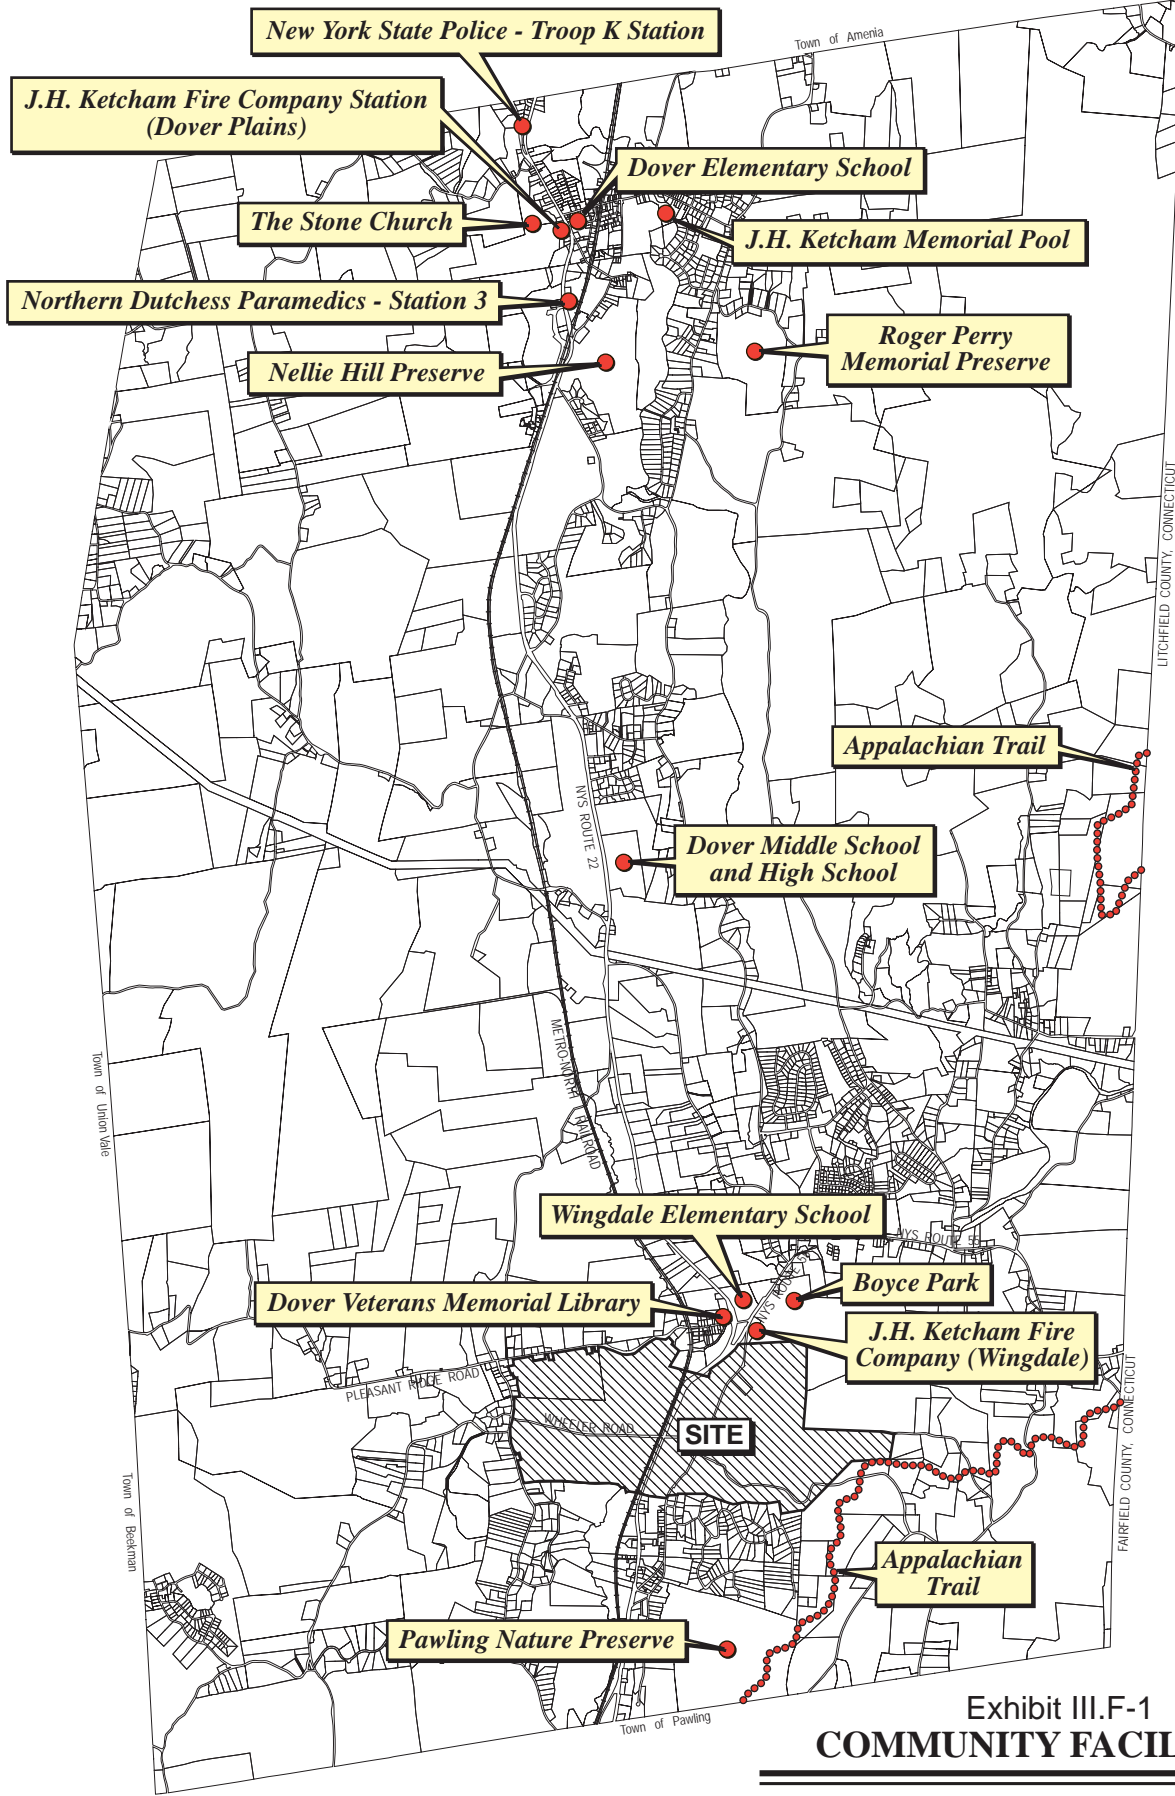 New York State Police - Troop K Station
Town of Amenia
J.H. Ketcham Fire Company Station
(Dover Plains)
Dover Elementary School
The Stone Church
J.H. Ketcham Memorial Pool
Northern Dutchess Paramedics - Station 3
Roger Perry
Memorial Preserve
Nellie Hill Preserve
LITCHFIELD COUNTY, CONNECTICUT
Appalachian Trail
NYS ROUTE 22
Dover Middle School
and High School
METRO-NORTH RAILROAD
Town of Union Vale
Wingdale Elementary School
NYS ROUTE 55
NYS ROUTE
Boyce Park
Dover Veterans Memorial Library
J.H. Ketcham Fire
Company (Wingdale)
PLEASANT RIDGE ROAD
WHEELER ROAD
SITE
FAIRFIELD COUNTY, CONNECTICUT
Town of Beekman
Appalachian
Trail
Pawling Nature Preserve
Town of Pawling
Exhibit III.F-1
COMMUNITY FACIL